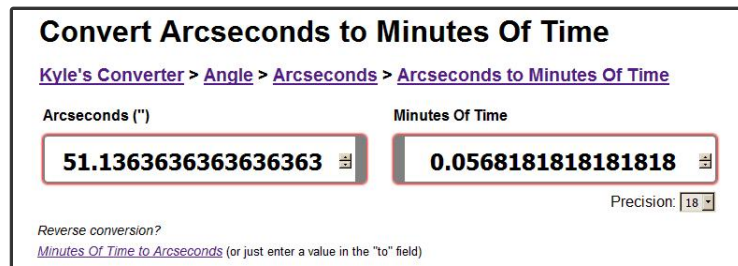 Convert Arcseconds to Minutes Of Time
Kyle's Converter > Angle > Arcseconds > Arcseconds to Minutes Of Time
Arcseconds (") Minutes Of Time
51.1363636363636363 0.0568181818181818
Precision: 18
Reverse conversion?
Minutes Of Time to Arcseconds (or just enter a value in the "to" field)